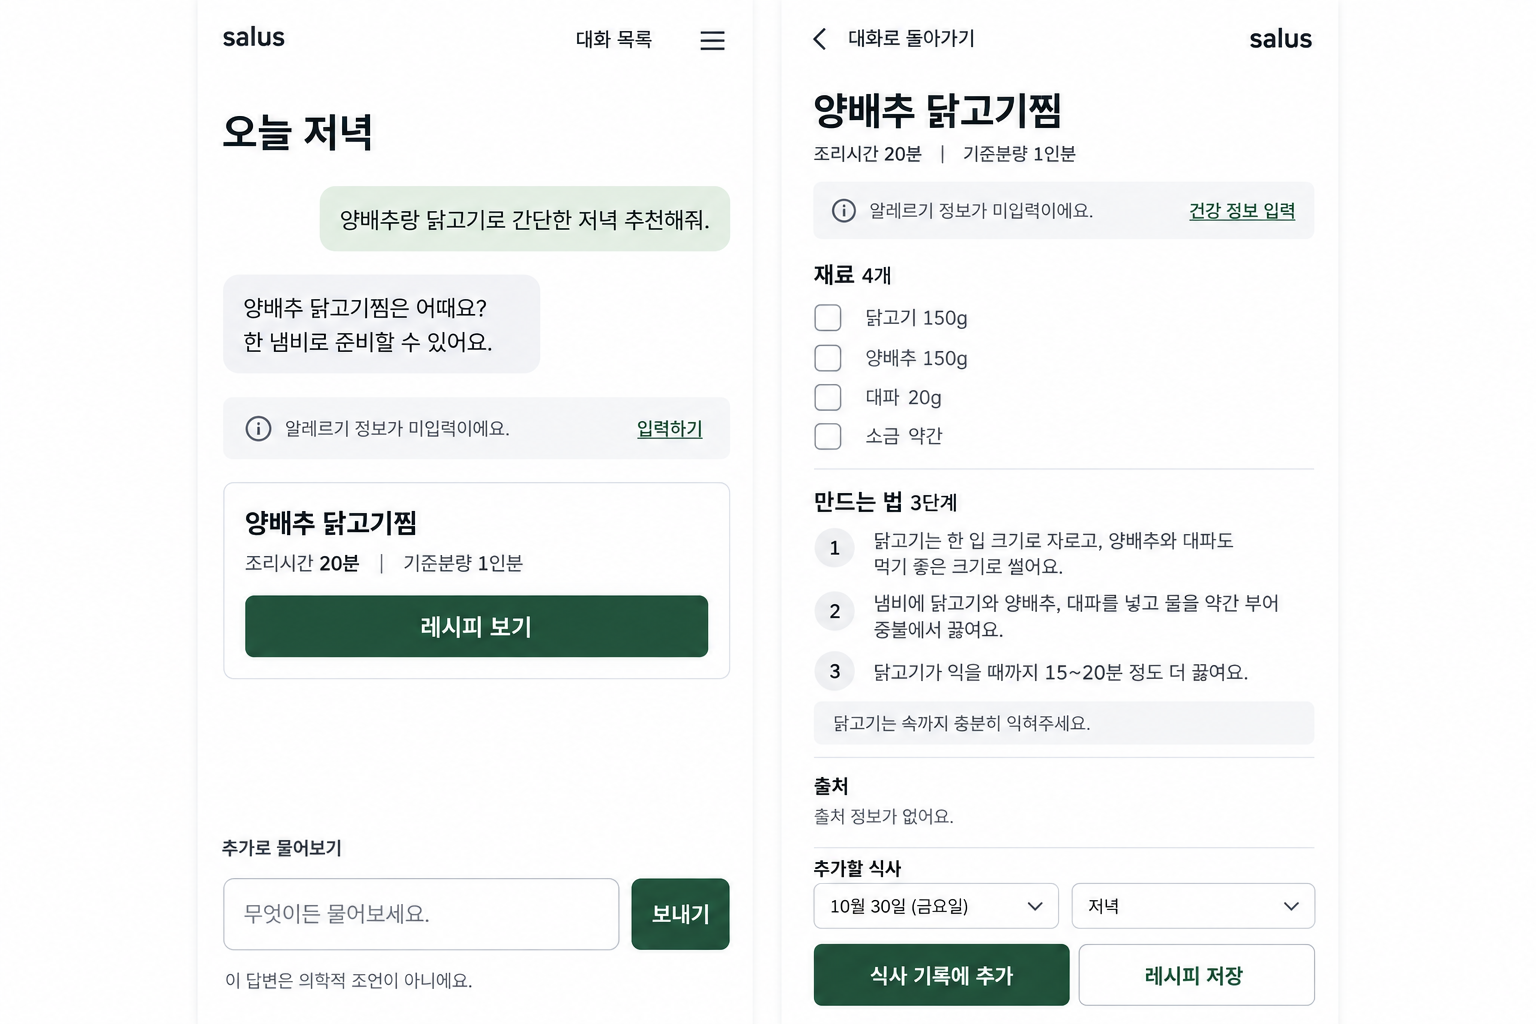 salus
대화 목록
오늘 저녁
양배추랑 닭고기로 간단한 저녁 추천해줘.
양배추 닭고기찜은 어때요?
한 냄비로 준비할 수 있어요.
알레르기 정보가 미입력이에요.
입력하기
양배추 닭고기찜
조리시간 20분 | 기준분량 1인분
레시피 보기
추가로 물어보기
무엇이든 물어보세요.
보내기
이 답변은 의학적 조언이 아니에요.
대화로 돌아가기
salus
양배추 닭고기찜
조리시간 20분 | 기준분량 1인분
알레르기 정보가 미입력이에요.
건강 정보 입력
재료 4개
닭고기 150g
양배추 150g
대파 20g
소금 약간
만드는 법 3단계
1 닭고기는 한 입 크기로 자로고, 양배추와 대파도
먹기 좋은 크기로 썰어요.
2 냄비에 닭고기와 양배추, 대파를 넣고 물을 약간 부어
중불에서 끓여요.
3 닭고기가 익을 때까지 15~20분 정도 더 끓여요.
닭고기는 속까지 충분히 익혀주세요.
출처
출처 정보가 없어요.
추가할 식사
10월 30일 (금요일)
저녁
식사 기록에 추가
레시피 저장